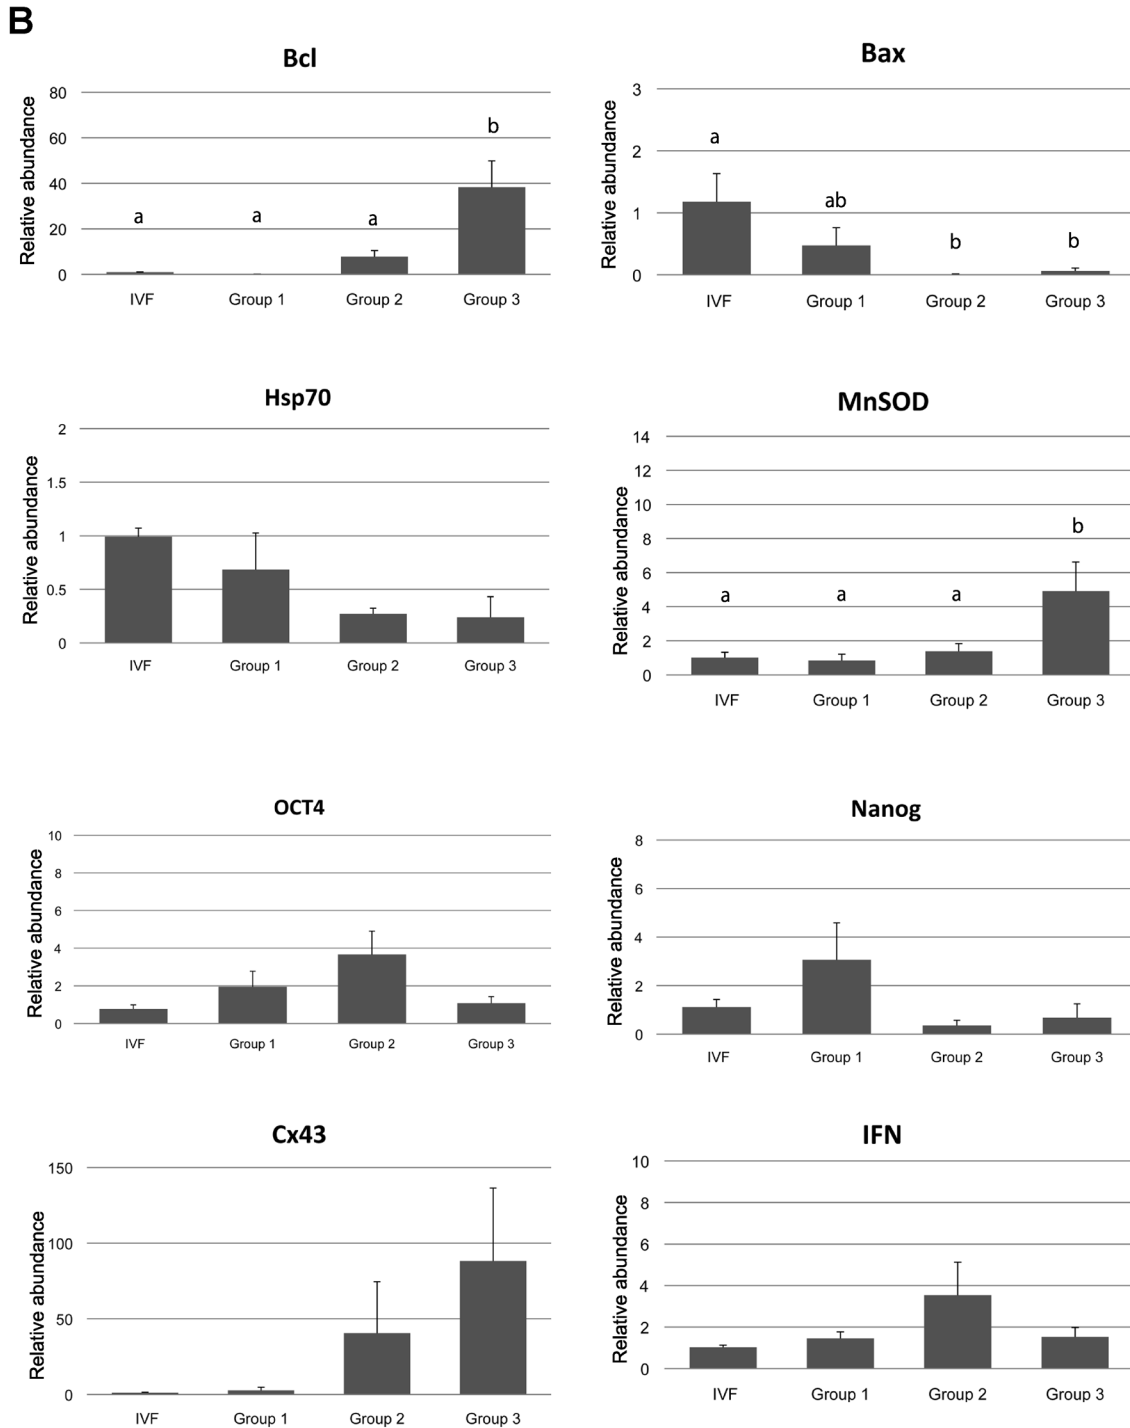 B
Bcl
Relative abundance
80
60
40
20
0
a
a
a
b
IVF
Group 1
Group 2
Group 3
Bax
Relative abundance
3
2
1
0
a
ab
b
b
IVF
Group 1
Group 2
Group 3
Hsp70
Relative abundance
2
1.5
1
0.5
0
IVF
Group 1
Group 2
Group 3
MnSOD
Relative abundance
14
12
10
8
6
4
2
0
a
a
a
b
IVF
Group 1
Group 2
Group 3
OCT4
Relative abundance
10
8
6
4
2
0
IVF
Group 1
Group 2
Group 3
Nanog
Relative abundance
8
6
4
2
0
IVF
Group 1
Group 2
Group 3
Cx43
Relative abundance
150
100
50
0
IVF
Group 1
Group 2
Group 3
IFN
Relative abundance
10
8
6
4
2
0
IVF
Group 1
Group 2
Group 3